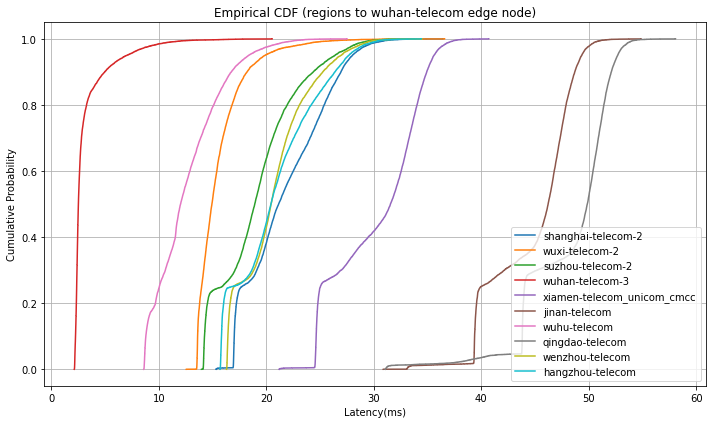 Empirical CDF (regions to wuhan-telecom edge node)
1.0
0.8
0.6
0.4
0.2
0.0
Cumulative Probability
shanghai-telecom-2
wuxi-telecom-2
suzhou-telecom-2
wuhan-telecom-3
xiamen-telecom_unicom_cmcc
jinan-telecom
wuhu-telecom
qingdao-telecom
wenzhou-telecom
hangzhou-telecom
0 10 20 30 40 50 60
Latency(ms)